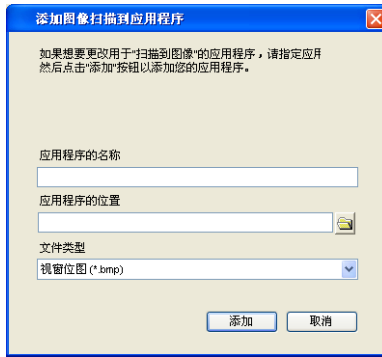 添加图像扫描到应用程序
如果想要更改用于"扫描到图像"的应用程序，请指定应用
然后点击"添加"按钮以添加您的应用程序。
应用程序的名称
应用程序的位置
文件类型
视窗位图 (*.bmp)
添加
取消